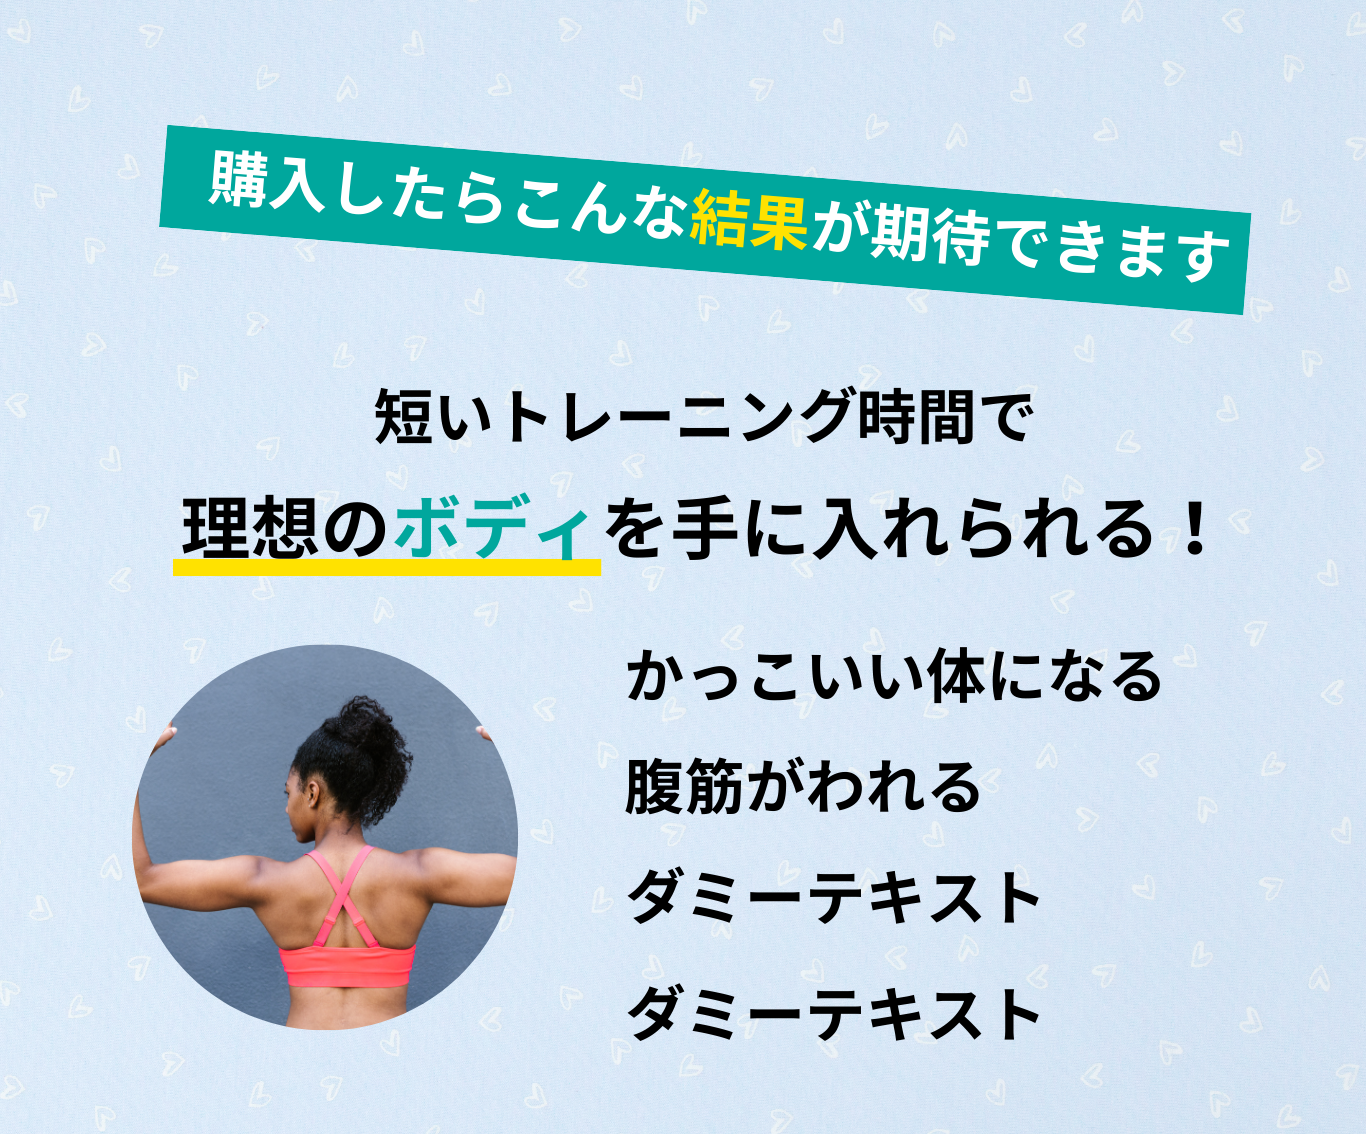 購入したらこんな結果が期待できます
短いトレーニング時間で
理想のボディを手に入れられる！
かっこいい体になる
腹筋がわれる
ダミーテキスト
ダミーテキスト